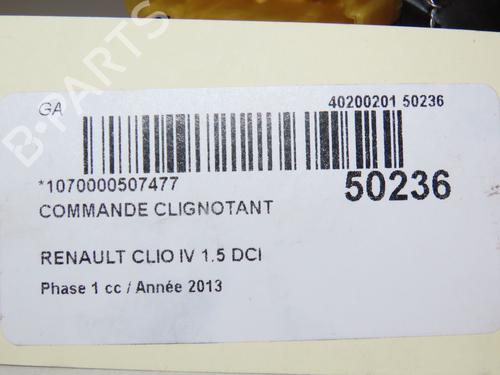 GA
40200201 50236
*1070000507477
50236
COMMANDE CLIGNOTANT
RENAULT CLIO IV 1.5 DCI
Phase 1 cc / Année 2013
B-PARTS